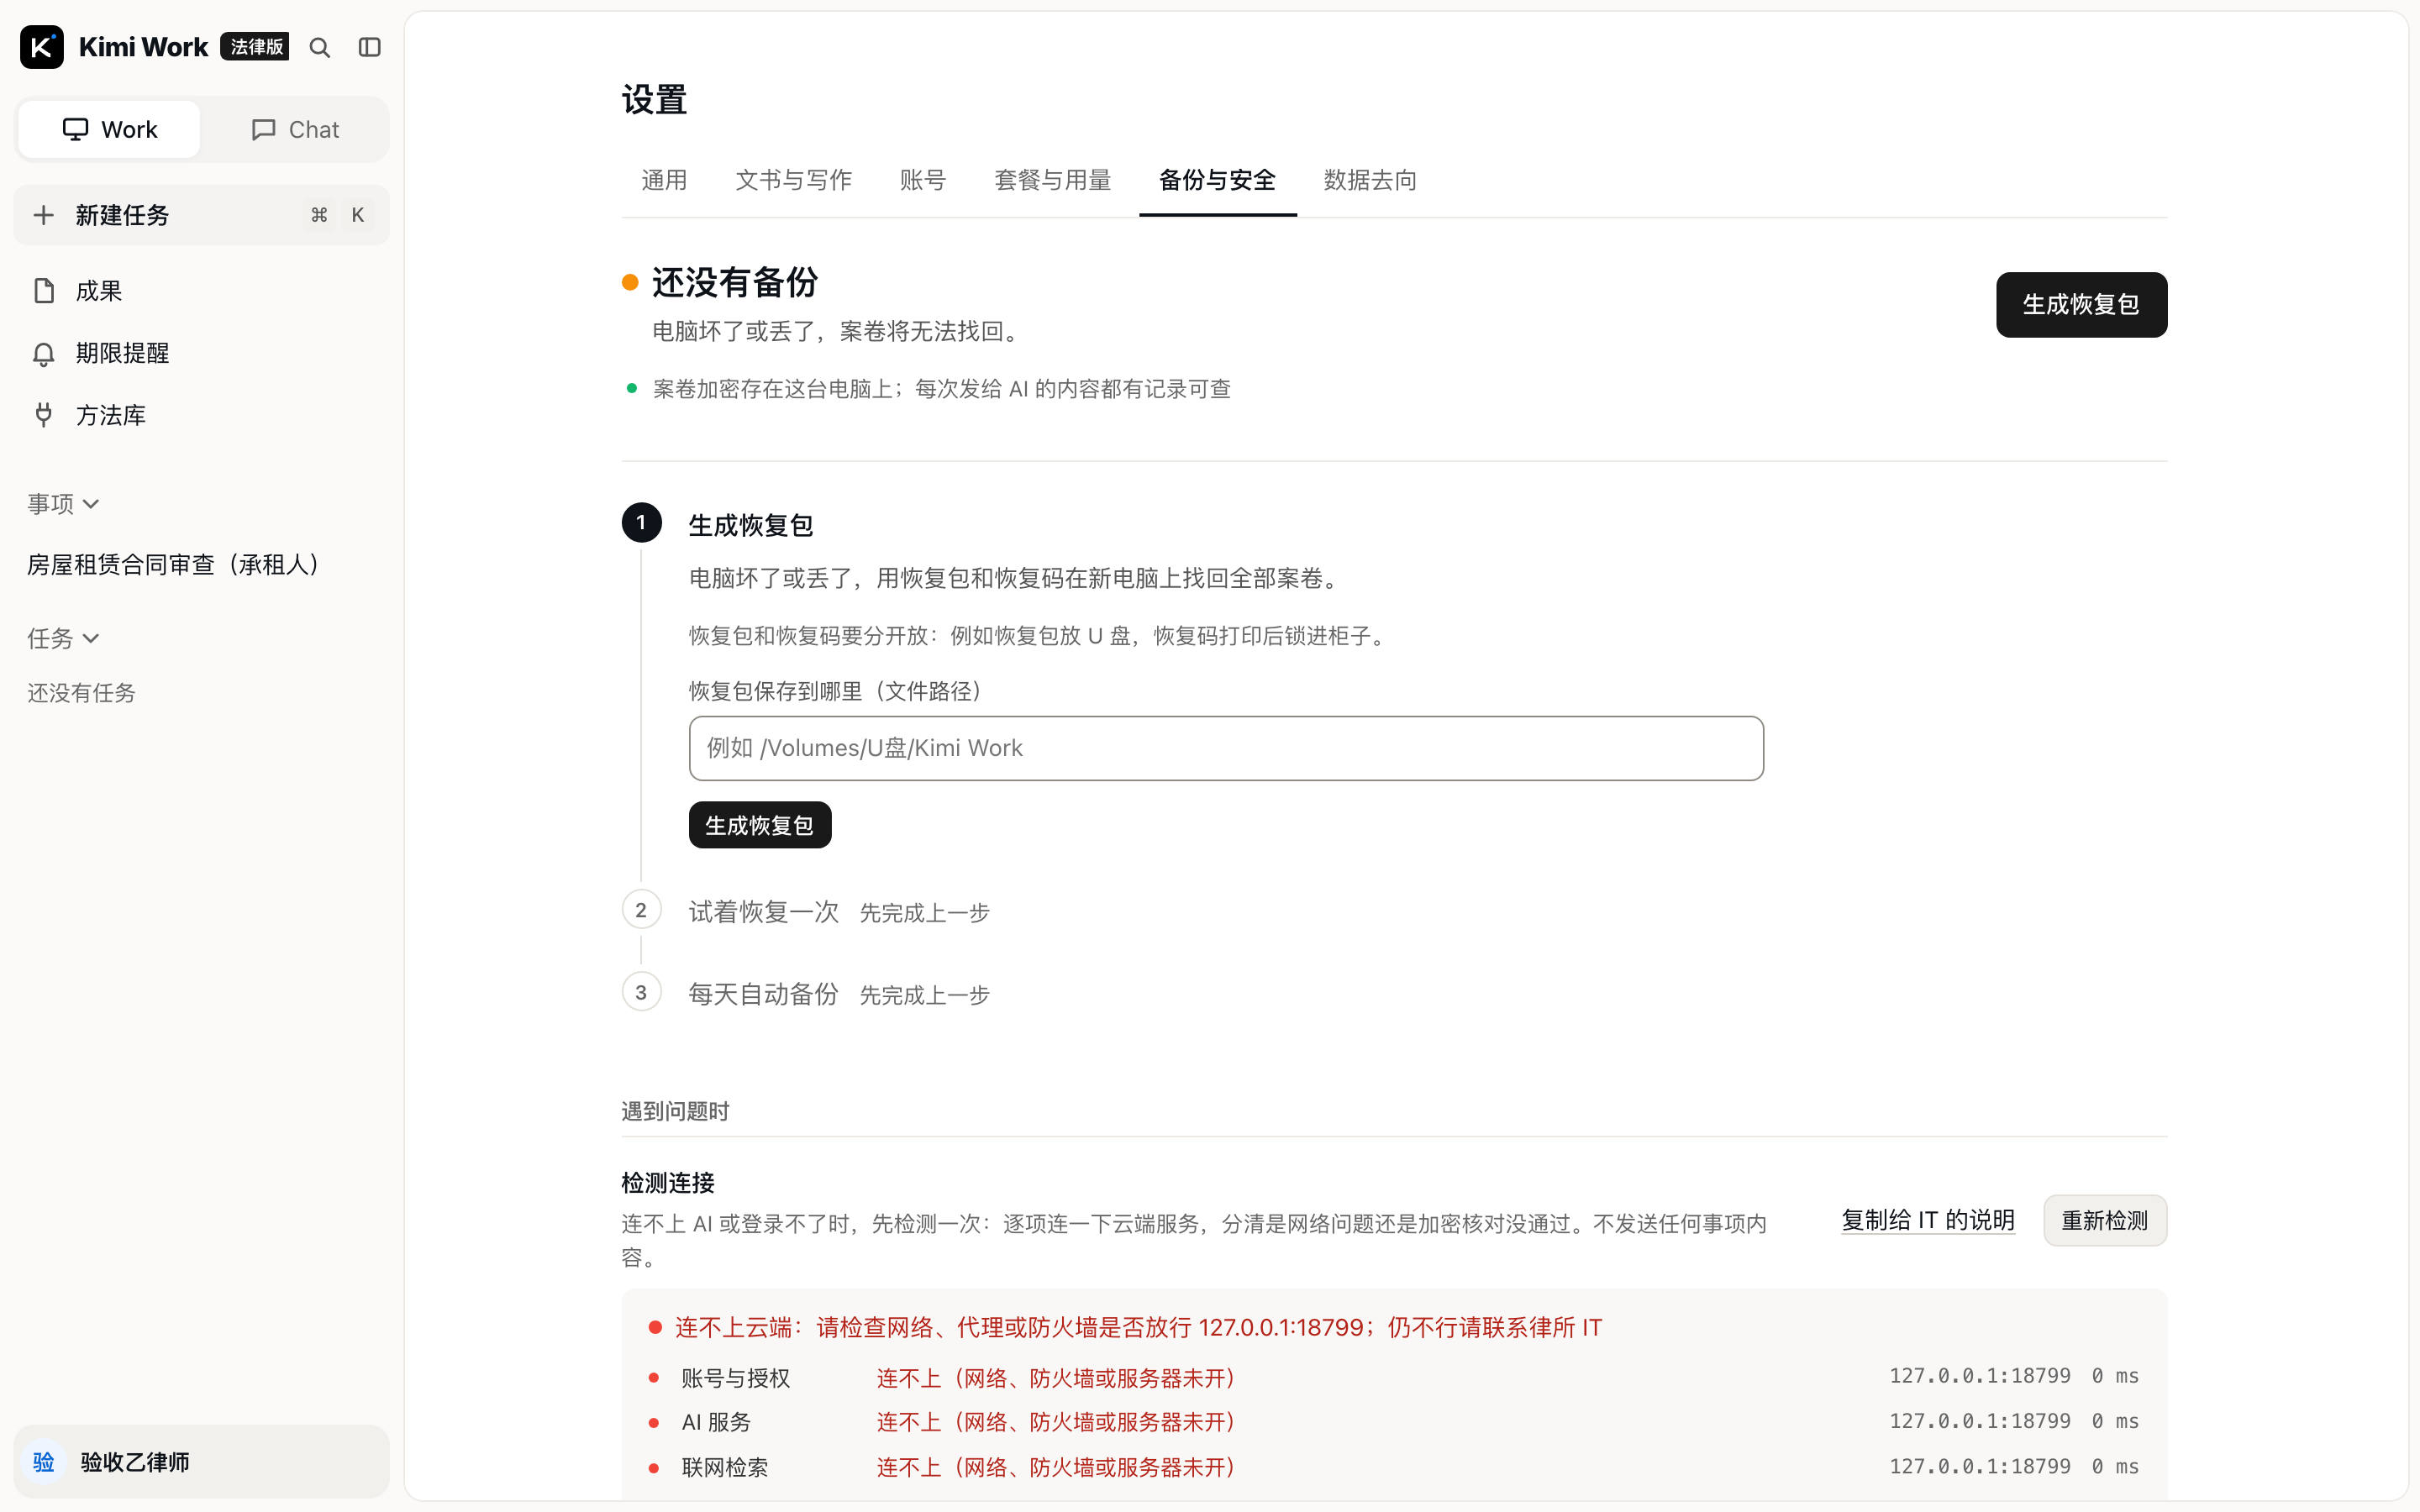 Kimi Work 法律版
Work
Chat
新建任务 ⌘ K
成果
期限提醒
方法库
事项
房屋租赁合同审查（承租人）
任务
还没有任务
验 验收乙律师
设置
通用 文书与写作 账号 套餐与用量 备份与安全 数据去向
还没有备份
电脑坏了或丢了，案卷将无法找回。
生成恢复包
案卷加密存在这台电脑上；每次发给 AI 的内容都有记录可查
1 生成恢复包
电脑坏了或丢了，用恢复包和恢复码在新电脑上找回全部案卷。
恢复包和恢复码要分开放：例如恢复包放 U 盘，恢复码打印后锁进柜子。
恢复包保存到哪里（文件路径）
例如 /Volumes/U盘/Kimi Work
生成恢复包
2 试着恢复一次 先完成上一步
3 每天自动备份 先完成上一步
遇到问题时
检测连接
连不上 AI 或登录不了时，先检测一次：逐项连一下云端服务，分清是网络问题还是加密核对没通过。不发送任何事项内
容。
复制给 IT 的说明
重新检测
连不上云端：请检查网络、代理或防火墙是否放行 127.0.0.1:18799；仍不行请联系律所 IT
账号与授权 连不上（网络、防火墙或服务器未开） 127.0.0.1:18799 0 ms
AI 服务 连不上（网络、防火墙或服务器未开） 127.0.0.1:18799 0 ms
联网检索 连不上（网络、防火墙或服务器未开） 127.0.0.1:18799 0 ms